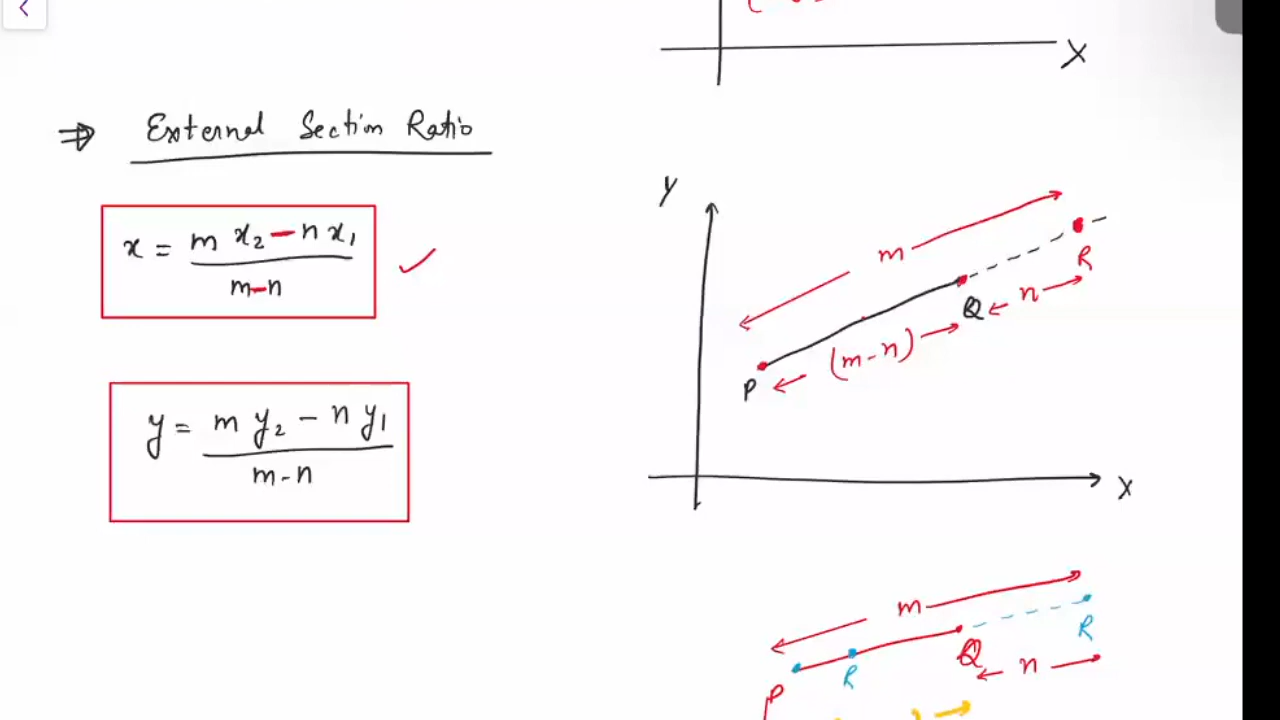 X
⇒ External Section Ratio
x = (m x₂ - n x₁) / (m-n)
y = (m y₂ - n y₁) / (m-n)
Y
m
R
Q
n
(m-n)
P
X
m
R
Q
n
R
P